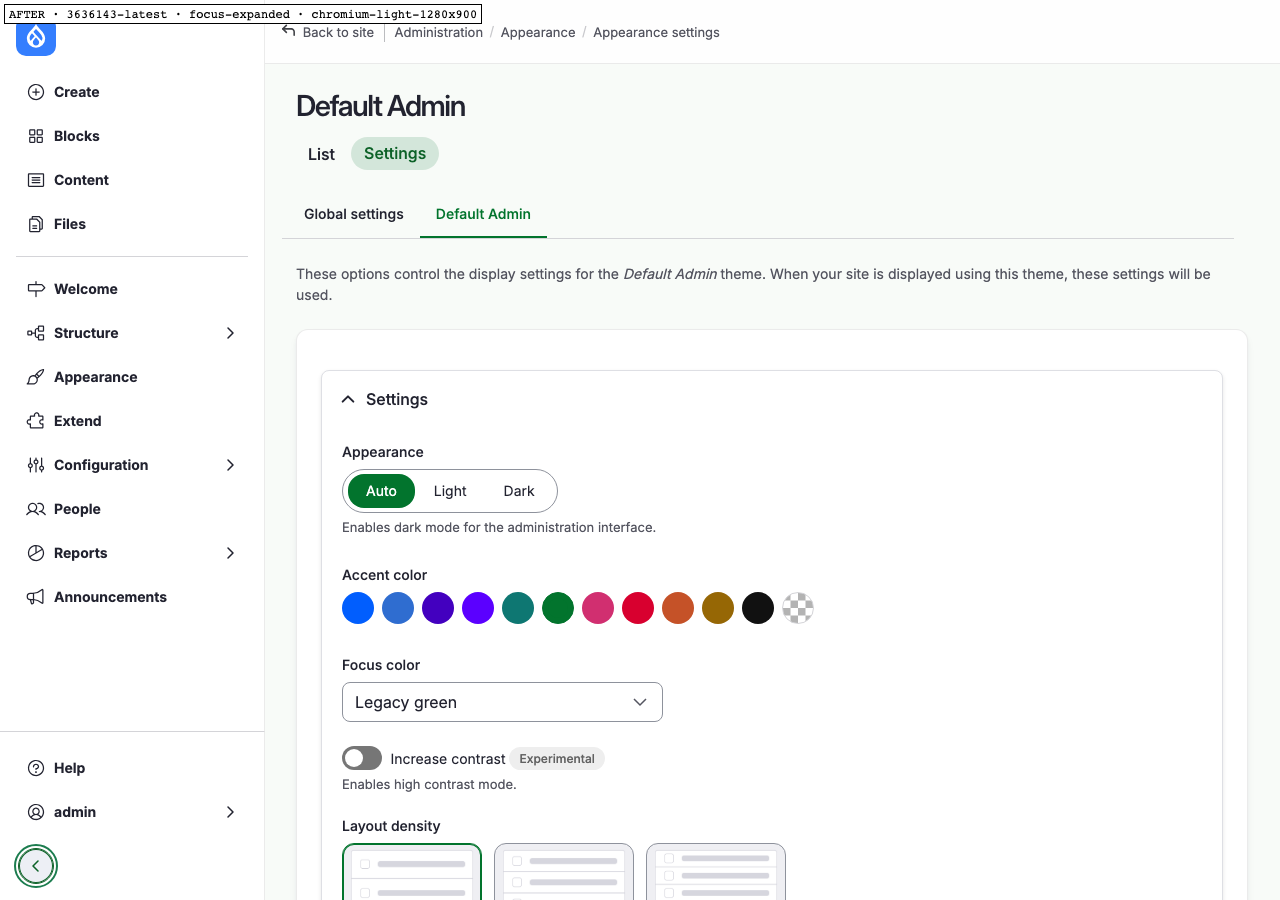 AFTER · 3636143-latest · focus-expanded · chromium-light-1280x900
Back to site
Administration / Appearance / Appearance settings
Create
Blocks
Content
Files
Welcome
Structure
Appearance
Extend
Configuration
People
Reports
Announcements
Help
admin
Default Admin
List
Settings
Global settings
Default Admin
These options control the display settings for the Default Admin theme. When your site is displayed using this theme, these settings will be
used.
Settings
Appearance
Auto
Light
Dark
Enables dark mode for the administration interface.
Accent color
Focus color
Legacy green
Increase contrast
Experimental
Enables high contrast mode.
Layout density